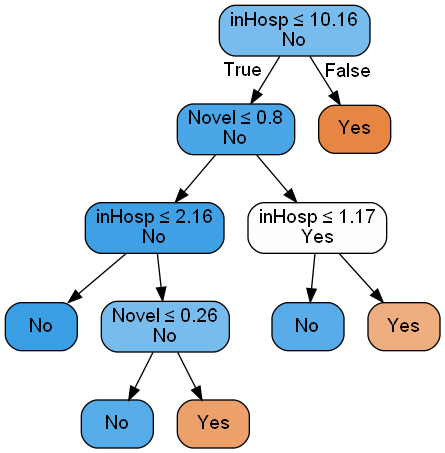 inHosp ≤ 10.16
No
True
False
Novel ≤ 0.8
No
Yes
inHosp ≤ 2.16
No
inHosp ≤ 1.17
Yes
No
Novel ≤ 0.26
No
No
Yes
No
Yes